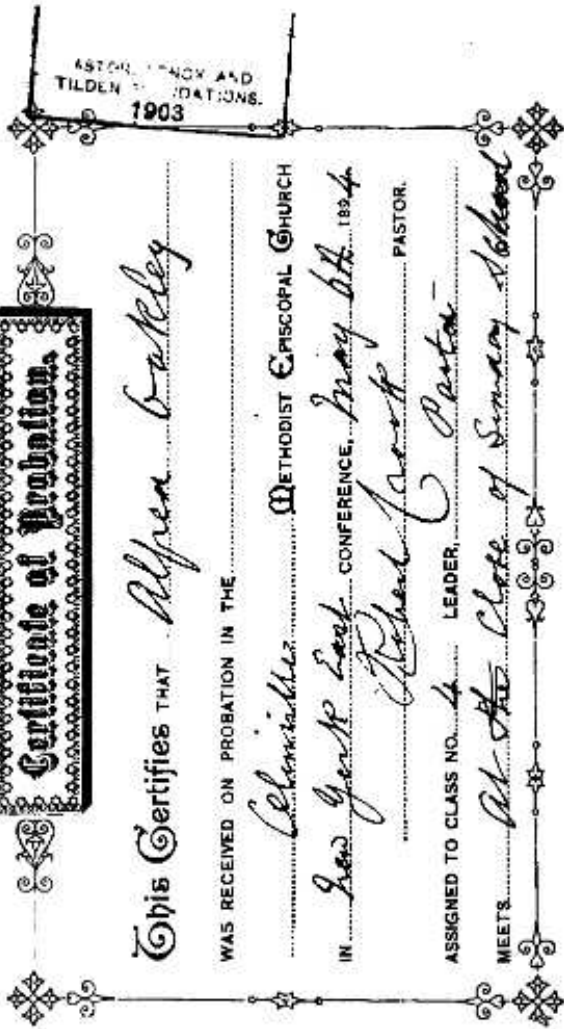 ASTOR, LENOX AND
TILDEN FOUNDATIONS.
1903
Certificate of Probation.
This Certifies THAT Oakley
WAS RECEIVED ON PROBATION IN THE
METHODIST EPISCOPAL CHURCH
IN New York East CONFERENCE, May 6th 1894
Robert PASTOR.
ASSIGNED TO CLASS NO. 4 LEADER, Pastor
MEETS At the Close of Sunday School